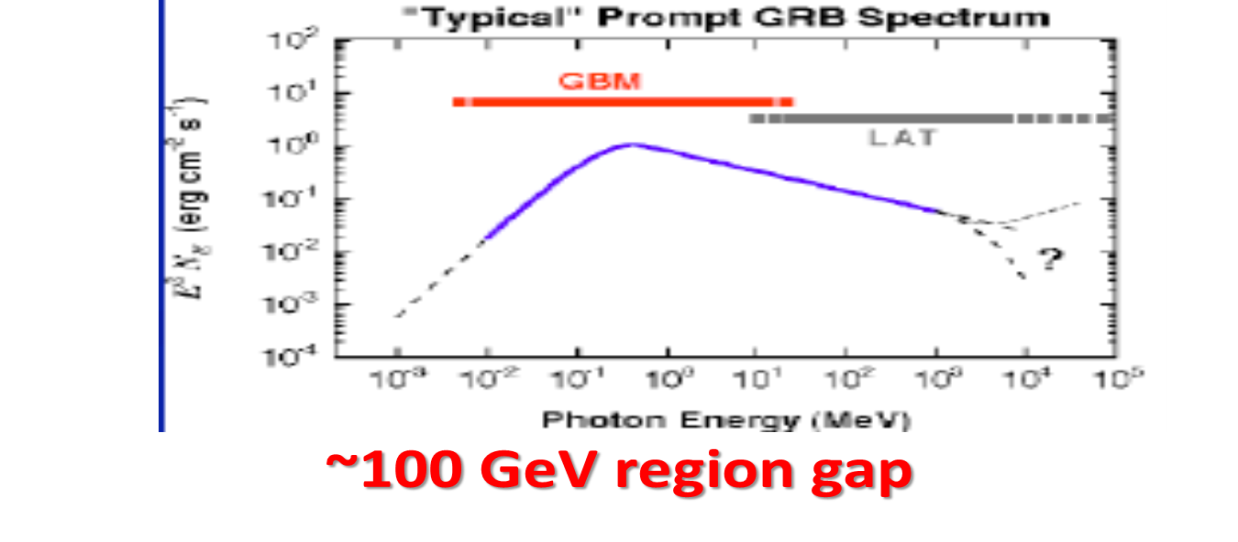 "Typical" Prompt GRB Spectrum
10²
10¹
10⁰
10⁻¹
10⁻²
10⁻³
10⁻⁴
E² N_E (erg cm⁻² s⁻¹)
GBM
LAT
?
10⁻³ 10⁻² 10⁻¹ 10⁰ 10¹ 10² 10³ 10⁴ 10⁵
Photon Energy (MeV)
~100 GeV region gap